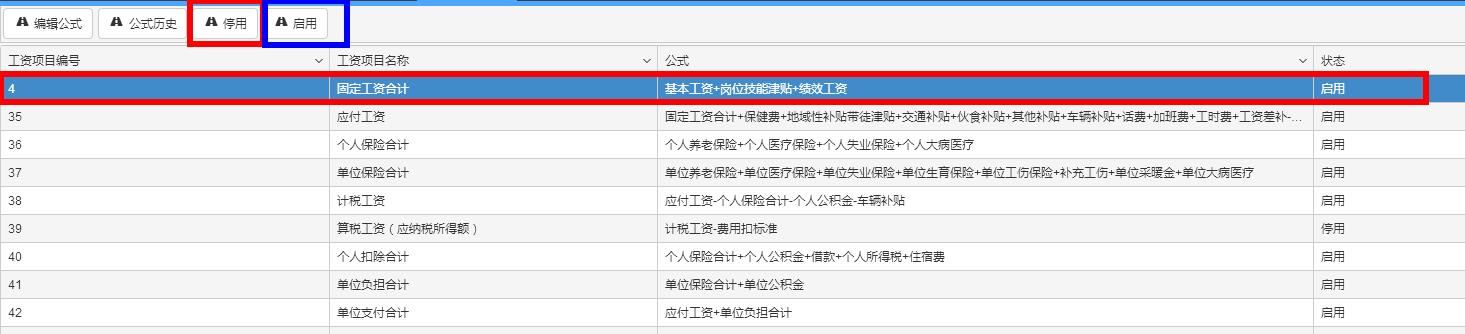 编辑公式 公式历史 停用 启用
工资项目编号 工资项目名称 公式 状态
4 固定工资合计 基本工资+岗位技能津贴+绩效工资 启用
35 应付工资 固定工资合计+保健费+地域性补贴带徒津贴+交通补贴+伙食补贴+其他补贴+车辆补贴+话费+加班费+工时费+工资差补-... 启用
36 个人保险合计 个人养老保险+个人医疗保险+个人失业保险+个人大病医疗 启用
37 单位保险合计 单位养老保险+单位医疗保险+单位失业保险+单位生育保险+单位工伤保险+补充工伤+单位采暖金+单位大病医疗 启用
38 计税工资 应付工资-个人保险合计-个人公积金-车辆补贴 启用
39 算税工资（应纳税所得额） 计税工资-费用扣标准 停用
40 个人扣除合计 个人保险合计+个人公积金+借款+个人所得税+住宿费 启用
41 单位负担合计 单位保险合计+单位公积金 启用
42 单位支付合计 应付工资+单位负担合计 启用